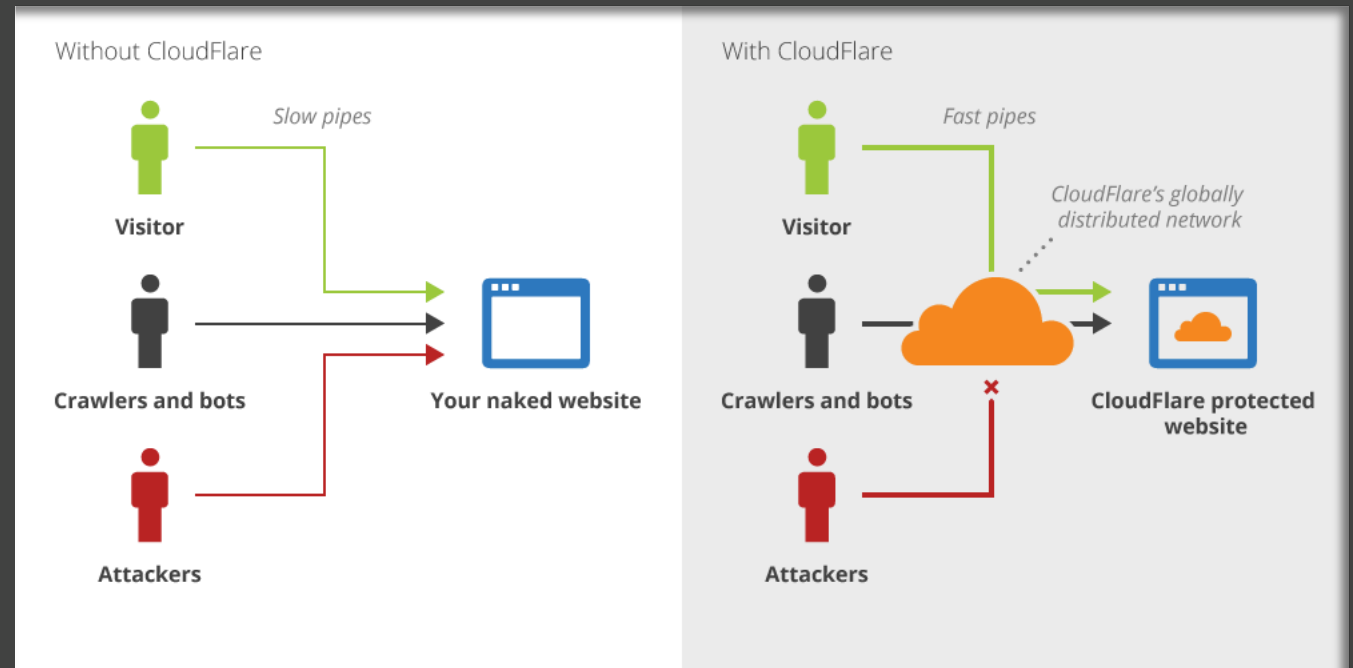 Without CloudFlare
Slow pipes
Visitor
Crawlers and bots
Your naked website
Attackers
With CloudFlare
Fast pipes
CloudFlare's globally
distributed network
Visitor
Crawlers and bots
CloudFlare protected
website
Attackers